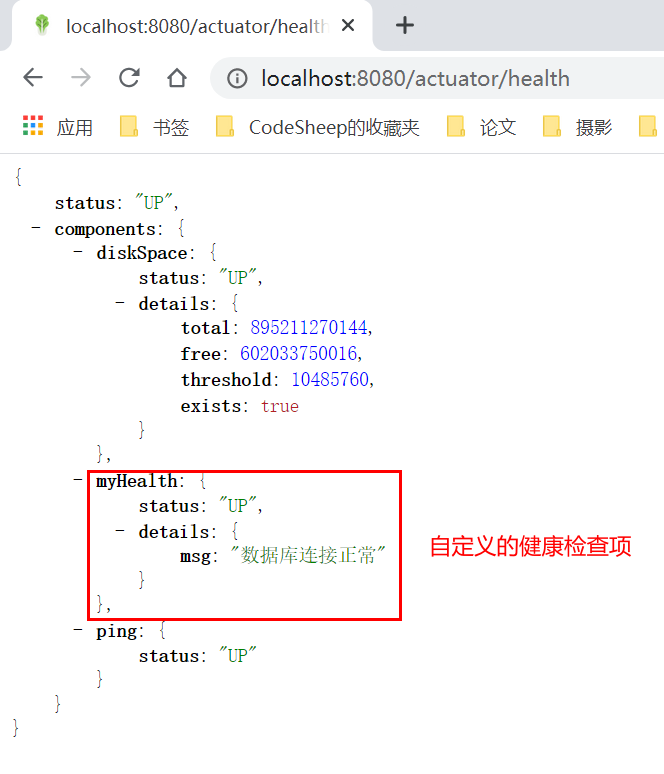 localhost:8080/actuator/health
localhost:8080/actuator/health
应用 书签 CodeSheep的收藏夹 论文 摄影
{
status: "UP",
- components: {
- diskSpace: {
status: "UP",
- details: {
total: 895211270144,
free: 602033750016,
threshold: 10485760,
exists: true
}
},
- myHealth: {
status: "UP",
- details: {
msg: "数据库连接正常"
自定义的健康检查项
}
},
- ping: {
status: "UP"
}
}
}